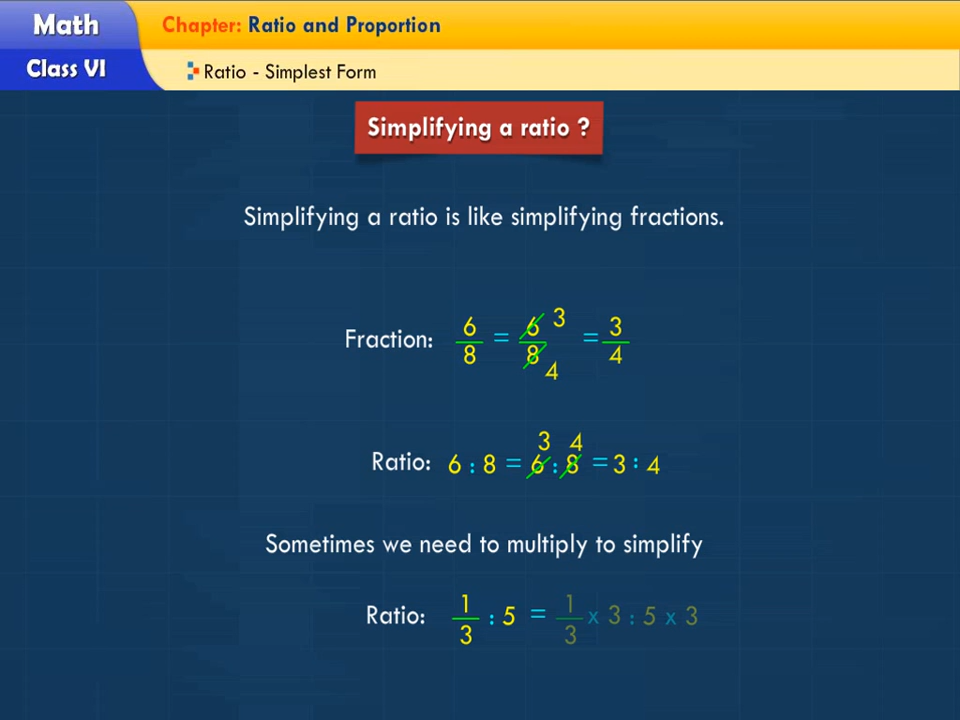 Math
Class VI
Chapter: Ratio and Proportion
Ratio - Simplest Form
Simplifying a ratio ?
Simplifying a ratio is like simplifying fractions.
Fraction: 6/8 = 6/8 3 4 = 3/4
3 4
Ratio: 6 : 8 = 6 : 8 = 3 : 4
Sometimes we need to multiply to simplify
Ratio: 1/3 : 5 = 1/3 x 3 : 5 x 3